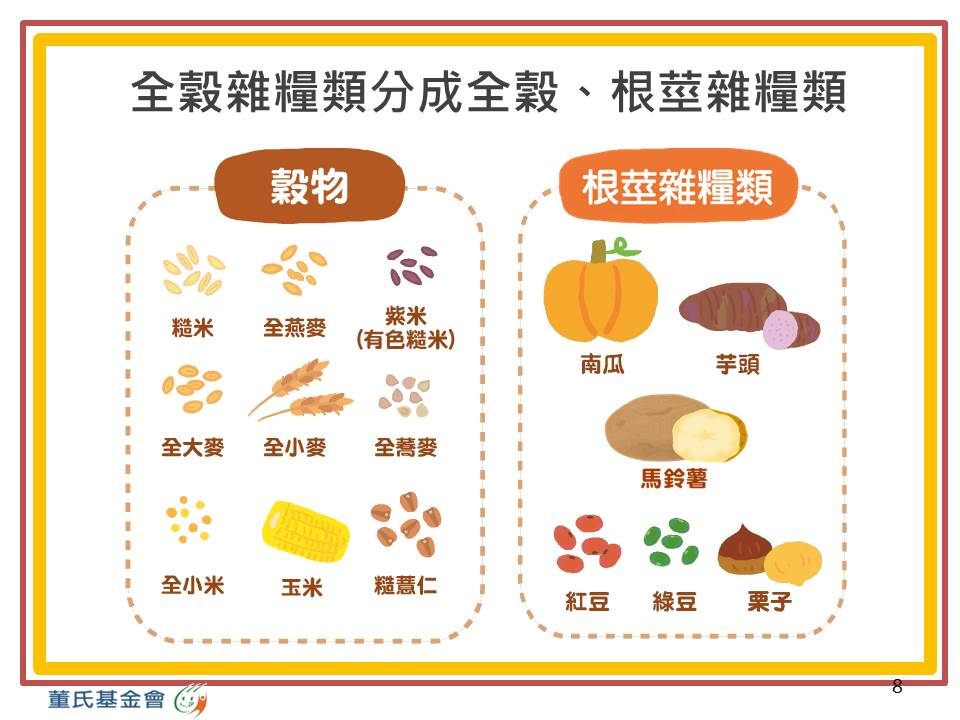 全穀雜糧類分成全穀、根莖雜糧類
穀物
糙米
全燕麥
紫米
(有色糙米)
全大麥
全小麥
全蕎麥
全小米
玉米
糙薏仁
根莖雜糧類
南瓜
芋頭
馬鈴薯
紅豆
綠豆
栗子
董氏基金會
8